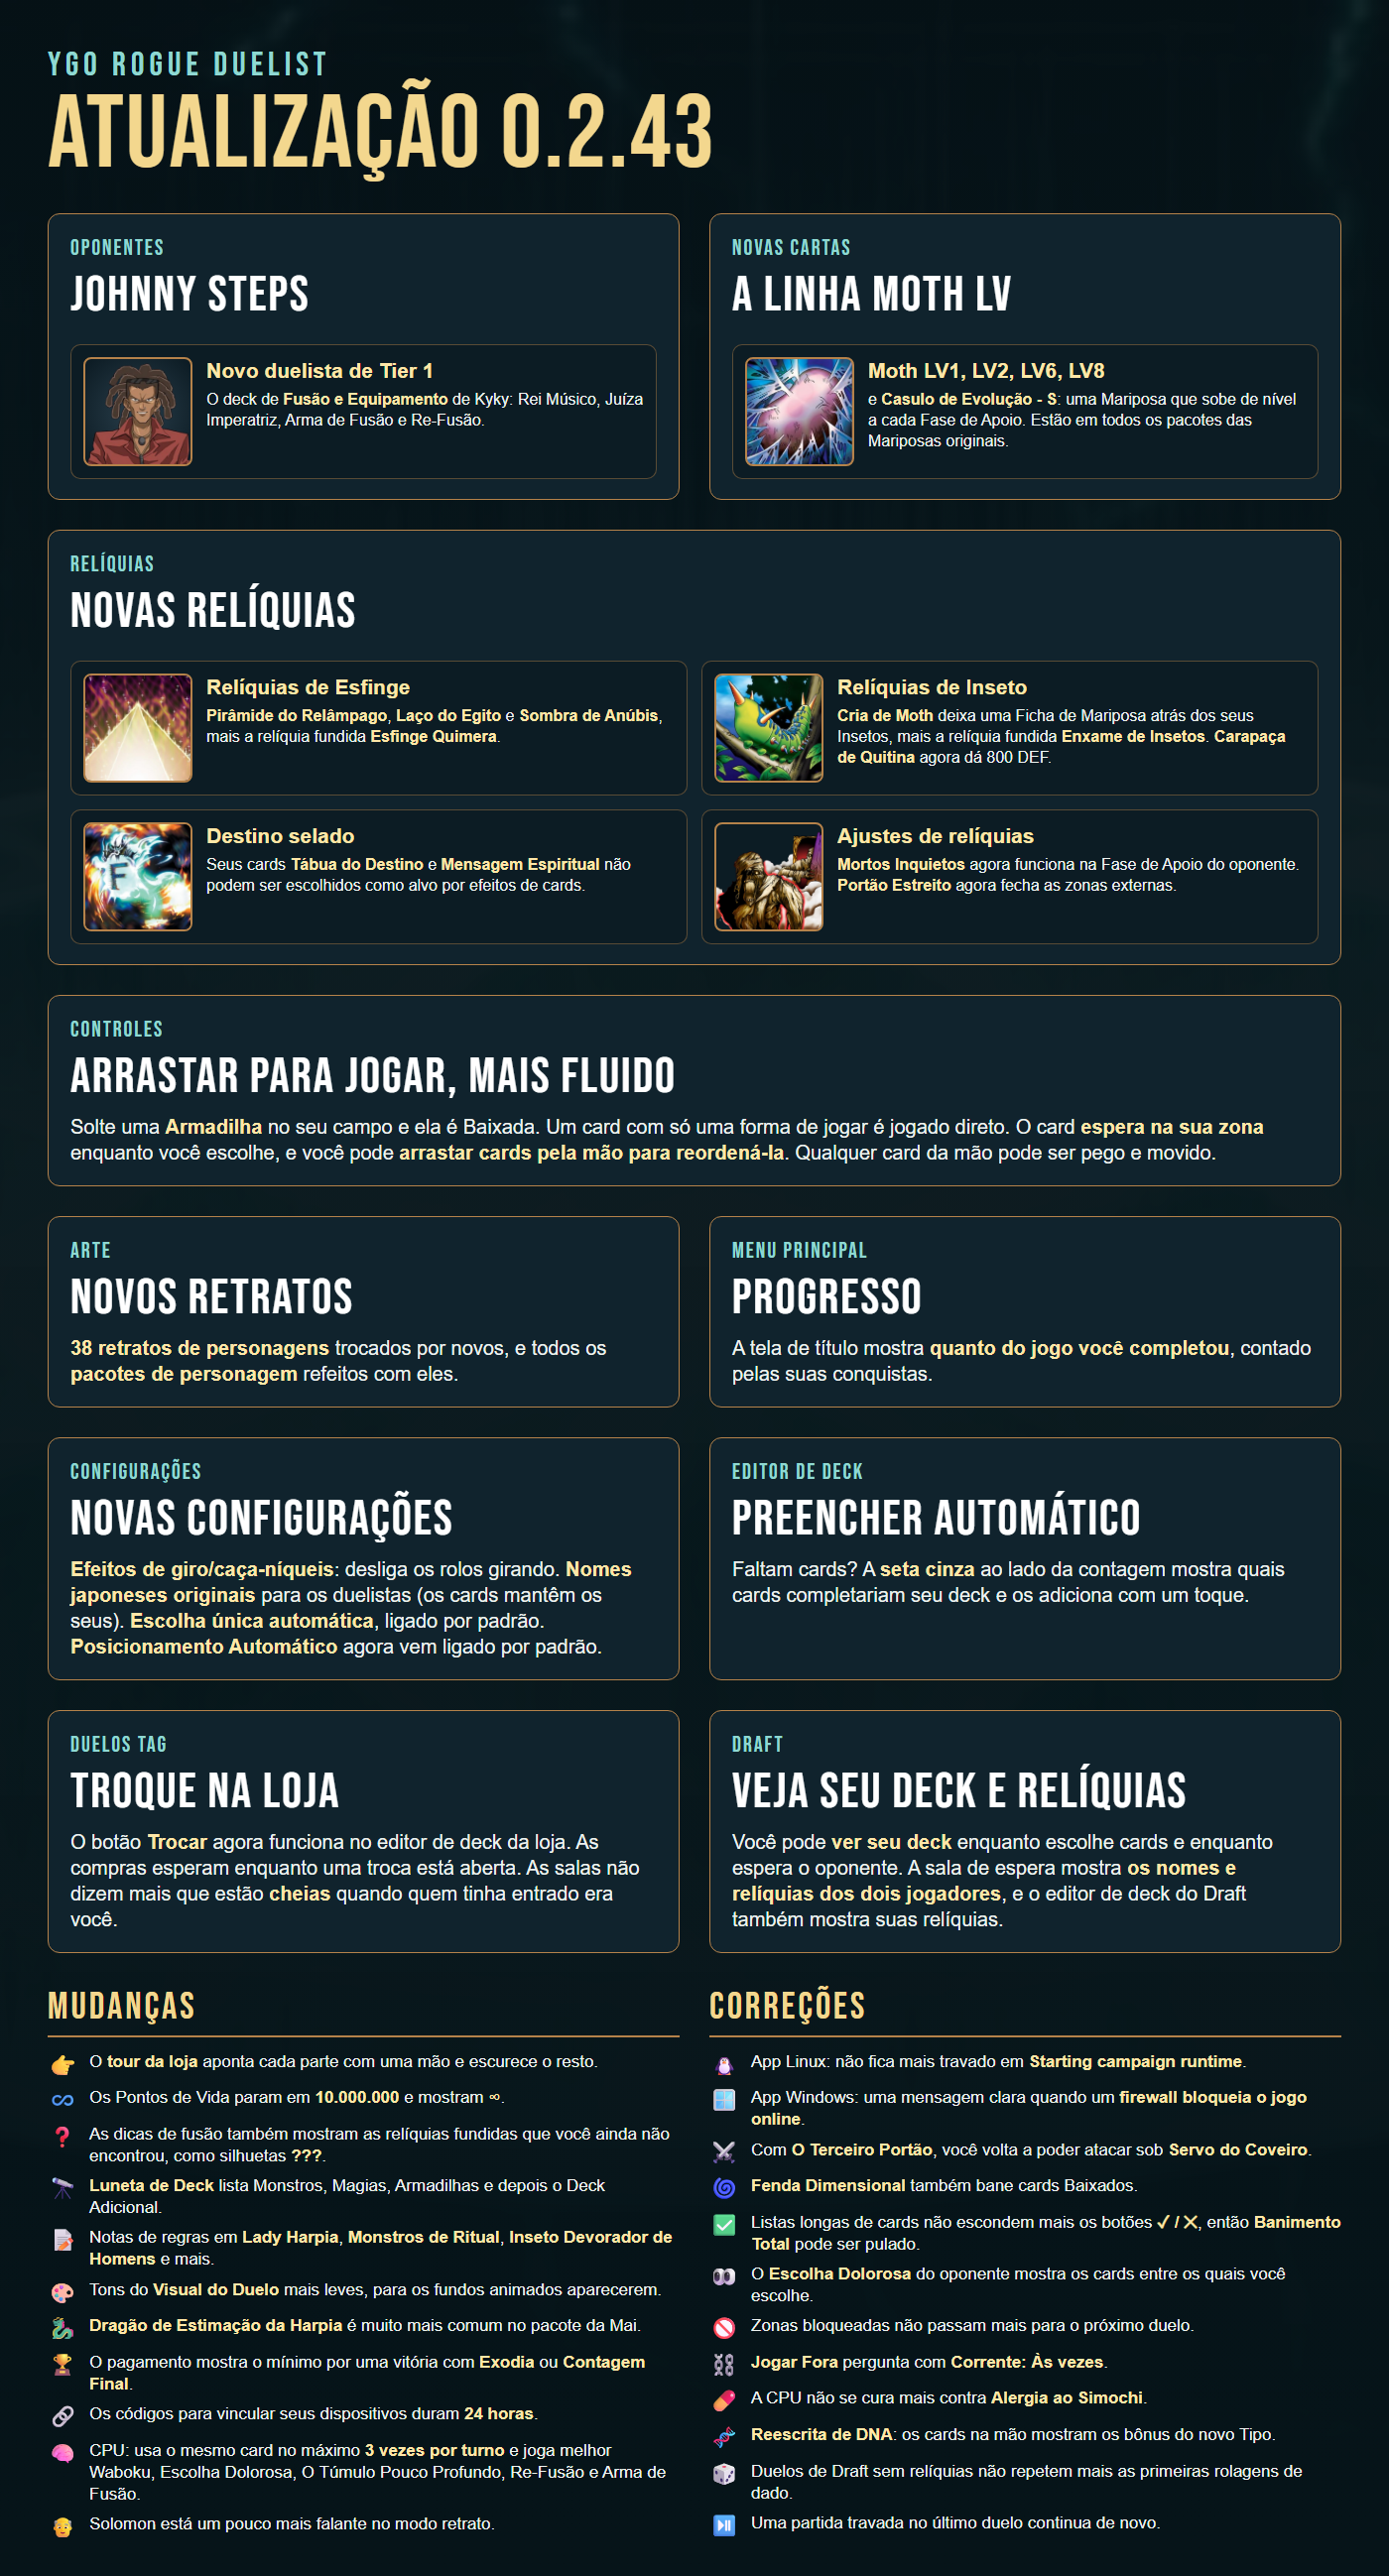 YGO ROGUE DUELIST
ATUALIZAÇÃO 0.2.43
OPONENTES
JOHNNY STEPS
Novo duelista de Tier 1
O deck de Fusão e Equipamento de Kyky: Rei Músico, Juíza
Imperatriz, Arma de Fusão e Re-Fusão.
NOVAS CARTAS
A LINHA MOTH LV
Moth LV1, LV2, LV6, LV8
e Casulo de Evolução - S: uma Mariposa que sobe de nível
a cada Fase de Apoio. Estão em todos os pacotes das
Mariposas originais.
RELÍQUIAS
NOVAS RELÍQUIAS
Relíquias de Esfinge
Pirâmide do Relâmpago, Laço do Egito e Sombra de Anúbis,
mais a relíquia fundida Esfinge Quimera.
Relíquias de Inseto
Cria de Moth deixa uma Ficha de Mariposa atrás dos seus
Insetos, mais a relíquia fundida Enxame de Insetos. Carapaça
de Quitina agora dá 800 DEF.
Destino selado
Seus cards Tábua do Destino e Mensagem Espiritual não
podem ser escolhidos como alvo por efeitos de cards.
F
Ajustes de relíquias
Mortos Inquietos agora funciona na Fase de Apoio do oponente.
Portão Estreito agora fecha as zonas externas.
CONTROLES
ARRASTAR PARA JOGAR, MAIS FLUIDO
Solte uma Armadilha no seu campo e ela é Baixada. Um card com só uma forma de jogar é jogado direto. O card espera na sua zona
enquanto você escolhe, e você pode arrastar cards pela mão para reordená-la. Qualquer card da mão pode ser pego e movido.
ARTE
NOVOS RETRATOS
38 retratos de personagens trocados por novos, e todos os
pacotes de personagem refeitos com eles.
MENU PRINCIPAL
PROGRESSO
A tela de título mostra quanto do jogo você completou, contado
pelas suas conquistas.
CONFIGURAÇÕES
NOVAS CONFIGURAÇÕES
Efeitos de giro/caça-níqueis: desliga os rolos girando. Nomes
japoneses originais para os duelistas (os cards mantêm os
seus). Escolha única automática, ligado por padrão.
Posicionamento Automático agora vem ligado por padrão.
EDITOR DE DECK
PREENCHER AUTOMÁTICO
Faltam cards? A seta cinza ao lado da contagem mostra quais
cards completariam seu deck e os adiciona com um toque.
DUELOS TAG
TROQUE NA LOJA
O botão Trocar agora funciona no editor de deck da loja. As
compras esperam enquanto uma troca está aberta. As salas não
dizem mais que estão cheias quando quem tinha entrado era
você.
DRAFT
VEJA SEU DECK E RELÍQUIAS
Você pode ver seu deck enquanto escolhe cards e enquanto
espera o oponente. A sala de espera mostra os nomes e
relíquias dos dois jogadores, e o editor de deck do Draft
também mostra suas relíquias.
MUDANÇAS
O tour da loja aponta cada parte com uma mão e escurece o resto.
Os Pontos de Vida param em 10.000.000 e mostram ∞.
As dicas de fusão também mostram as relíquias fundidas que você ainda não
encontrou, como silhuetas ???.
Luneta de Deck lista Monstros, Magias, Armadilhas e depois o Deck
Adicional.
Notas de regras em Lady Harpia, Monstros de Ritual, Inseto Devorador de
Homens e mais.
Tons do Visual do Duelo mais leves, para os fundos animados aparecerem.
Dragão de Estimação da Harpia é muito mais comum no pacote da Mai.
O pagamento mostra o mínimo por uma vitória com Exodia ou Contagem
Final.
Os códigos para vincular seus dispositivos duram 24 horas.
CPU: usa o mesmo card no máximo 3 vezes por turno e joga melhor
Waboku, Escolha Dolorosa, O Túmulo Pouco Profundo, Re-Fusão e Arma de
Fusão.
Solomon está um pouco mais falante no modo retrato.
CORREÇÕES
App Linux: não fica mais travado em Starting campaign runtime.
App Windows: uma mensagem clara quando um firewall bloqueia o jogo
online.
Com O Terceiro Portão, você volta a poder atacar sob Servo do Coveiro.
Fenda Dimensional também bane cards Baixados.
Listas longas de cards não escondem mais os botões ✓ / ✕, então Banimento
Total pode ser pulado.
O Escolha Dolorosa do oponente mostra os cards entre os quais você
escolhe.
Zonas bloqueadas não passam mais para o próximo duelo.
Jogar Fora pergunta com Corrente: Às vezes.
A CPU não se cura mais contra Alergia ao Simochi.
Reescrita de DNA: os cards na mão mostram os bônus do novo Tipo.
Duelos de Draft sem relíquias não repetem mais as primeiras rolagens de
dado.
Uma partida travada no último duelo continua de novo.